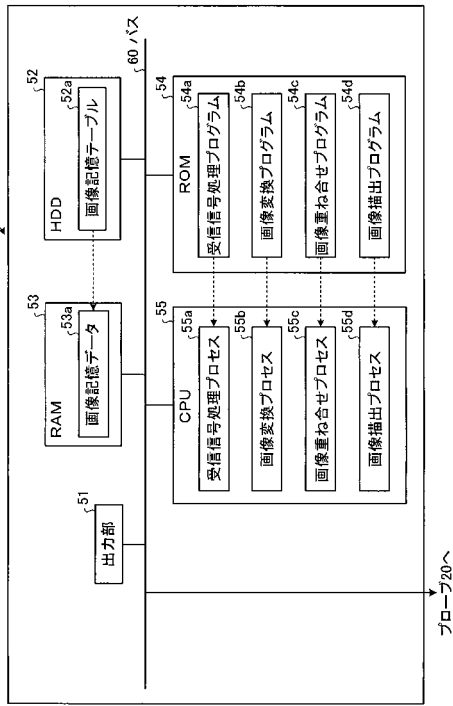 51
出力部
RAM
53
53a
画像記憶データ
HDD
52
52a
画像記憶テーブル
60 バス
CPU
55
55a
受信信号処理プロセス
55b
画像変換プロセス
55c
画像重ね合せプロセス
55d
画像描出プロセス
ROM
54
54a
受信信号処理プログラム
54b
画像変換プログラム
54c
画像重ね合せプログラム
54d
画像描出プログラム
プローブ20へ